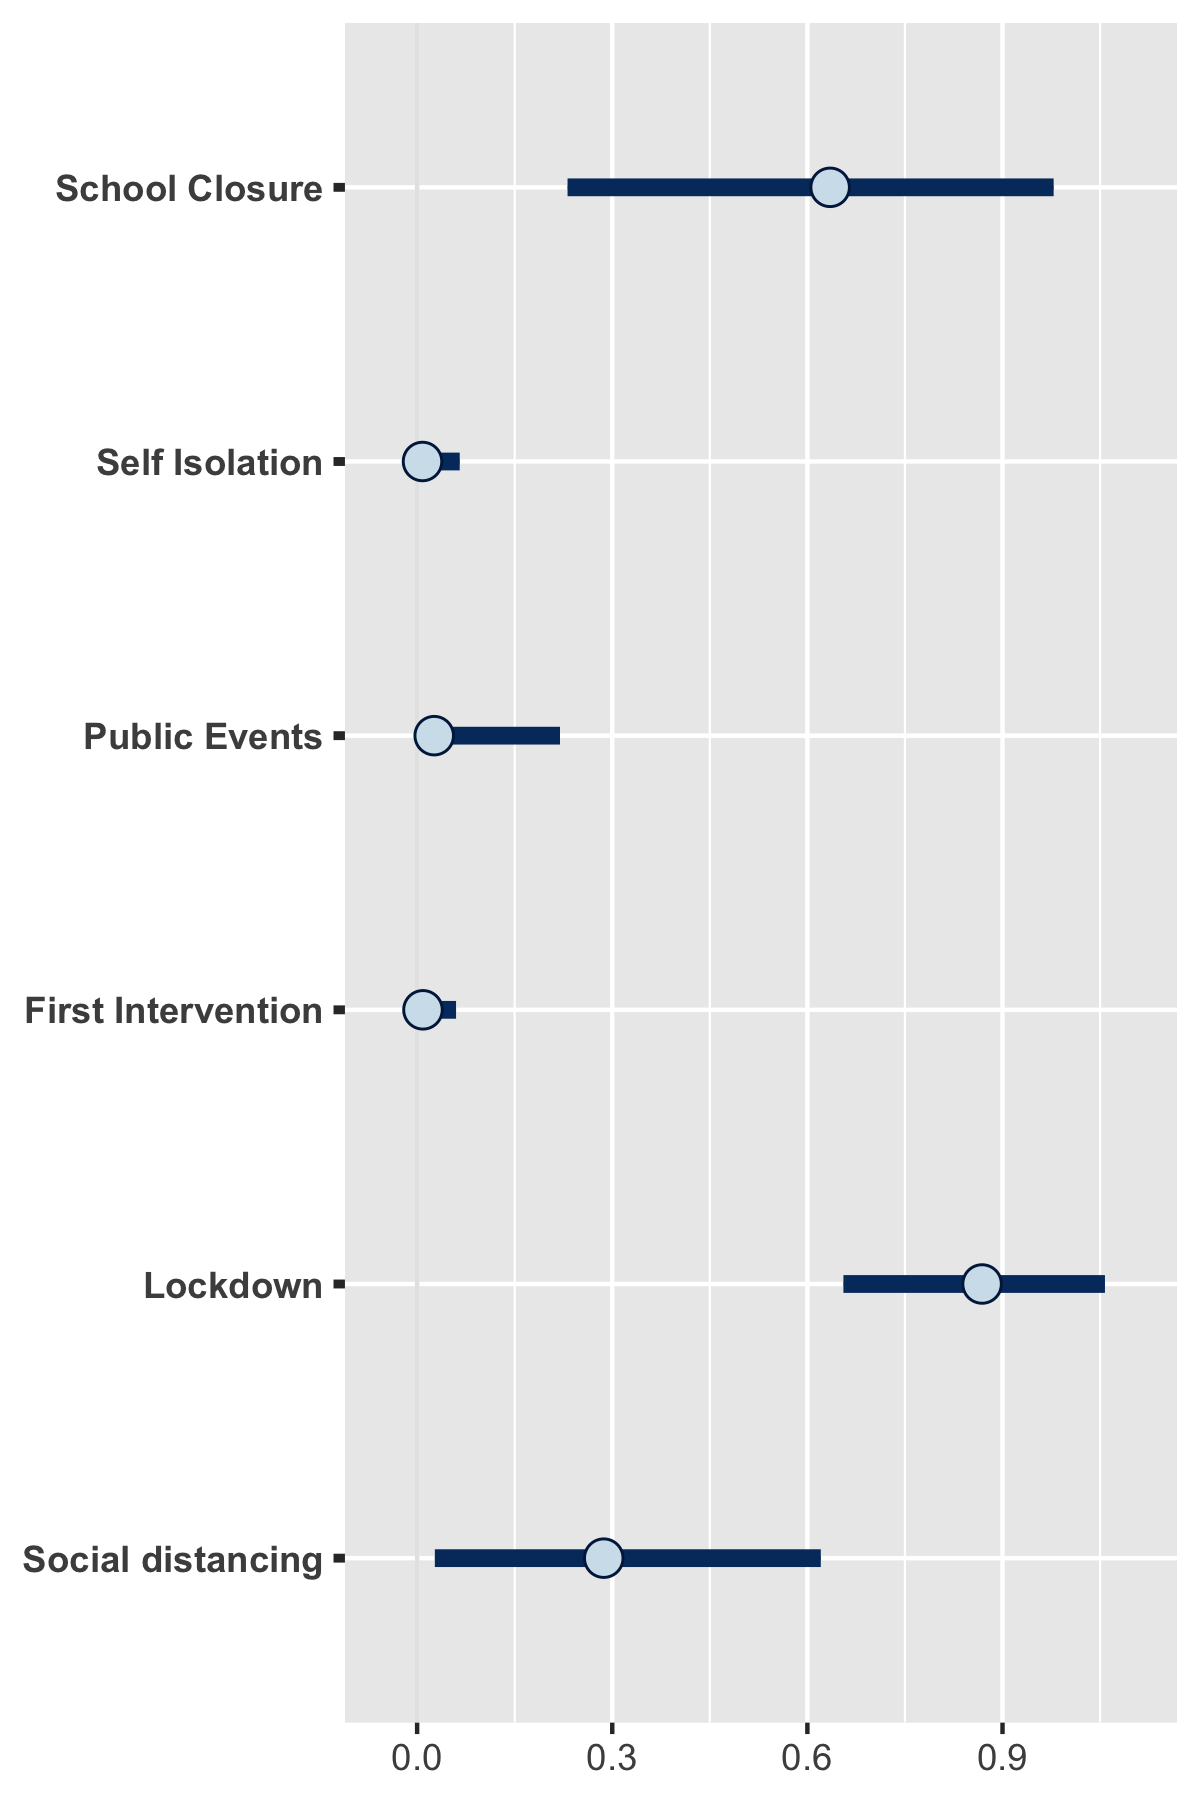 School Closure
Self Isolation
Public Events
First Intervention
Lockdown
Social distancing
0.0 0.3 0.6 0.9